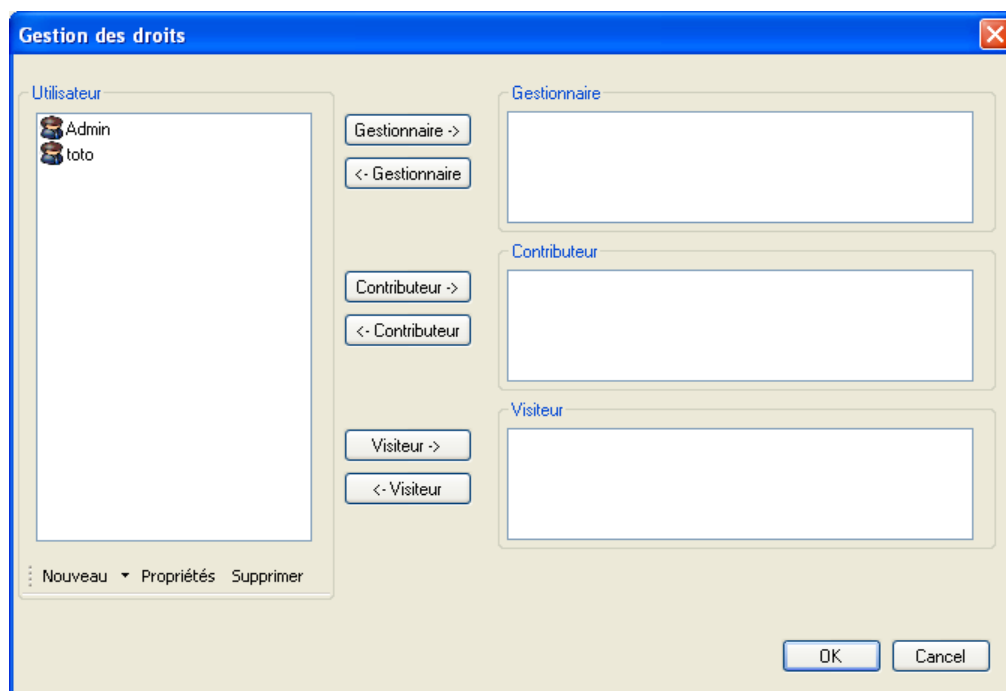 Gestion des droits
Utilisateur
Admin
toto
Nouveau Propriétés Supprimer
Gestionnaire ->
<- Gestionnaire
Contributeur ->
<- Contributeur
Visiteur ->
<- Visiteur
Gestionnaire
Contributeur
Visiteur
OK Cancel